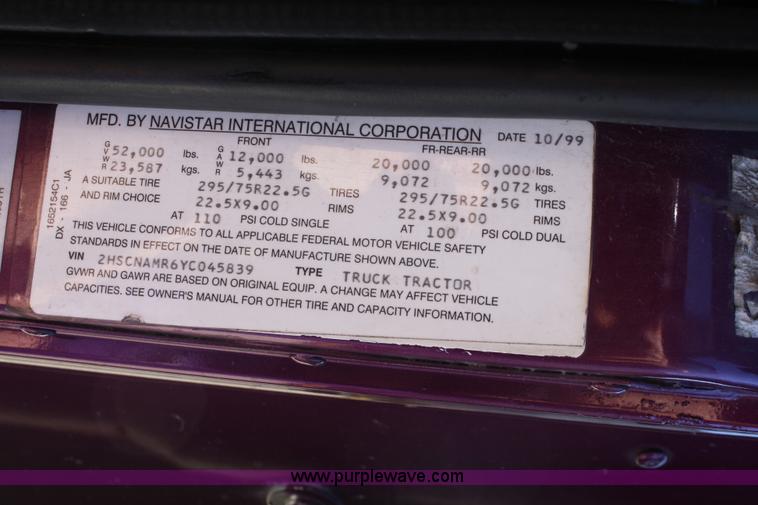 MFD. BY NAVISTAR INTERNATIONAL CORPORATION DATE 10/99
FRONT FR-REAR-RR
GVWR 52,000 lbs. GAWR 12,000 lbs. 20,000 20,000 lbs.
23,587 kgs. 5,443 kgs. 9,072 9,072 kgs.
A SUITABLE TIRE 295/75R22.5G TIRES 295/75R22.5G TIRES
AND RIM CHOICE 22.5X9.00 RIMS 22.5X9.00 RIMS
AT 110 PSI COLD SINGLE AT 100 PSI COLD DUAL
THIS VEHICLE CONFORMS TO ALL APPLICABLE FEDERAL MOTOR VEHICLE SAFETY
STANDARDS IN EFFECT ON THE DATE OF MANUFACTURE SHOWN ABOVE.
VIN 2HSCNAMR6YC045839 TYPE TRUCK TRACTOR
GVWR AND GAWR ARE BASED ON ORIGINAL EQUIP. A CHANGE MAY AFFECT VEHICLE
CAPACITIES. SEE OWNER'S MANUAL FOR OTHER TIRE AND CAPACITY INFORMATION.
1652154C1
DX - 166 - JA
www.purplewave.com